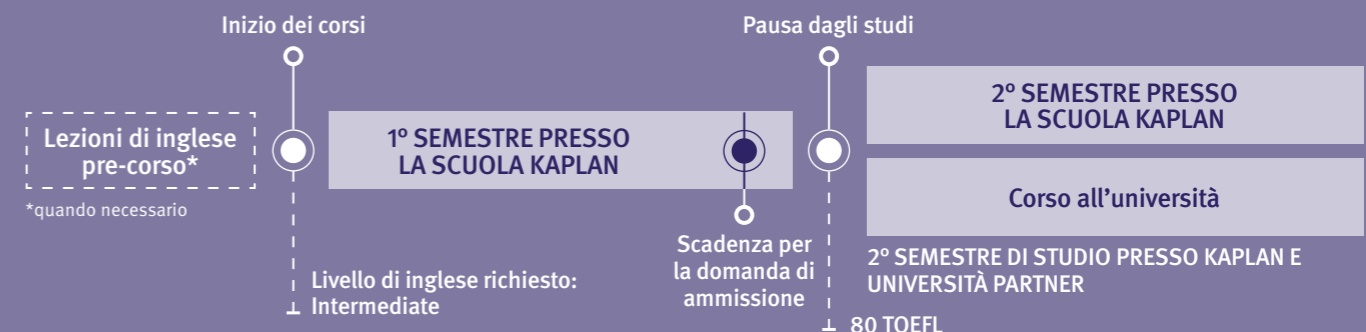 Inizio dei corsi
Pausa dagli studi
Lezioni di inglese
pre-corso*
*quando necessario
1º SEMESTRE PRESSO
LA SCUOLA KAPLAN
2º SEMESTRE PRESSO
LA SCUOLA KAPLAN
Corso all’università
Livello di inglese richiesto:
Intermediate
Scadenza per
la domanda di
ammissione
2º SEMESTRE DI STUDIO PRESSO KAPLAN E
UNIVERSITÀ PARTNER
80 TOEFL